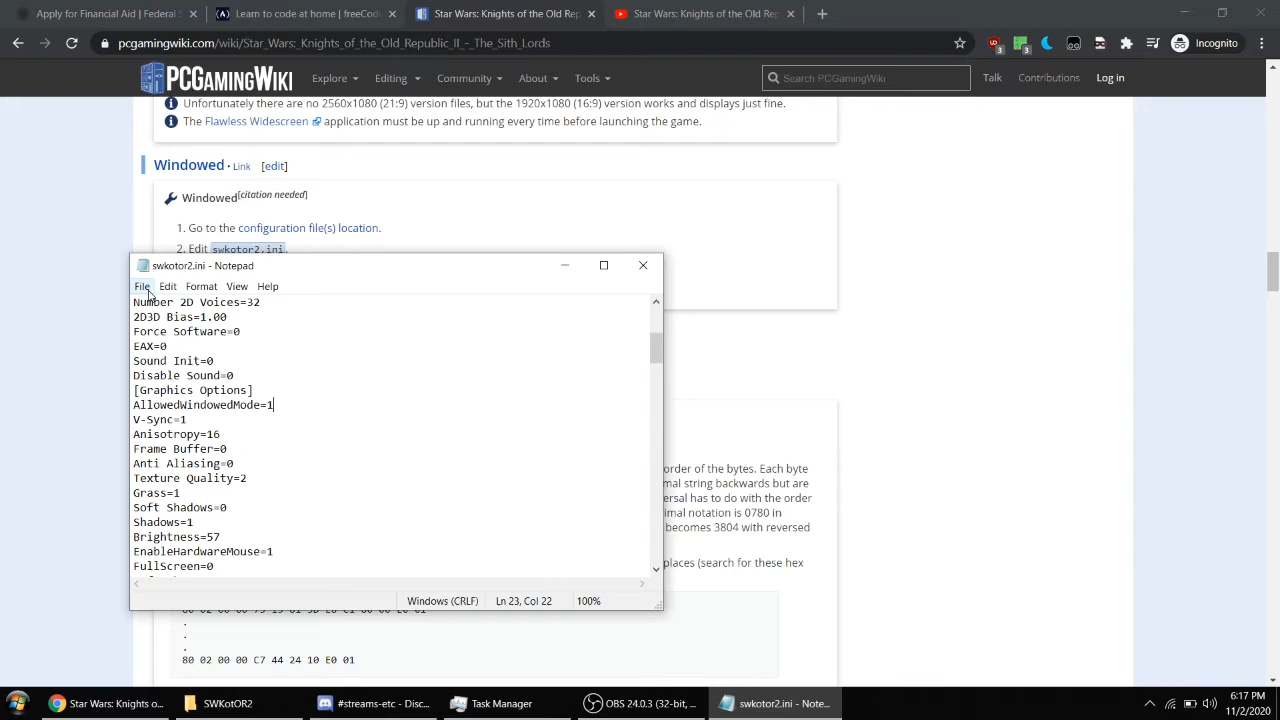 Apply for Financial Aid | Federal
Learn to code at home | freeCod
Star Wars: Knights of the Old Rep
Star Wars: Knights of the Old Rep
pcgamingwiki.com/wiki/Star_Wars:_Knights_of_the_Old_Republic_II_-_The_Sith_Lords
3
3
Incognito
PCGAMINGWIKI
Explore
Editing
Community
About
Tools
Search PCGamingWiki
Talk
Contributions
Log in
Unfortunately there are no 2560x1080 (21:9) version files, but the 1920x1080 (16:9) version works and displays just fine.
The Flawless Widescreen application must be up and running every time before launching the game.
Windowed · Link [edit]
Windowed[citation needed]
1. Go to the configuration file(s) location.
2. Edit swkotor2.ini.
swkotor2.ini - Notepad
File Edit Format View Help
Number 2D Voices=32
2D3D Bias=1.00
Force Software=0
EAX=0
Sound Init=0
Disable Sound=0
[Graphics Options]
AllowedWindowedMode=1
V-Sync=1
Anisotropy=16
Frame Buffer=0
Anti Aliasing=0
Texture Quality=2
Grass=1
Soft Shadows=0
Shadows=1
Brightness=57
EnableHardwareMouse=1
FullScreen=0
Windows (CRLF) Ln 23, Col 22 100%
order of the bytes. Each byte
mal string backwards but are
ersal has to do with the order
imal notation is 0780 in
becomes 3804 with reversed
places (search for these hex
.
.
80 02 00 00 C7 44 24 10 E0 01
Star Wars: Knights o...
SWKotOR2
#streams-etc - Disc...
Task Manager
OBS 24.0.3 (32-bit, ...
swkotor2.ini - Note...
6:17 PM
11/2/2020